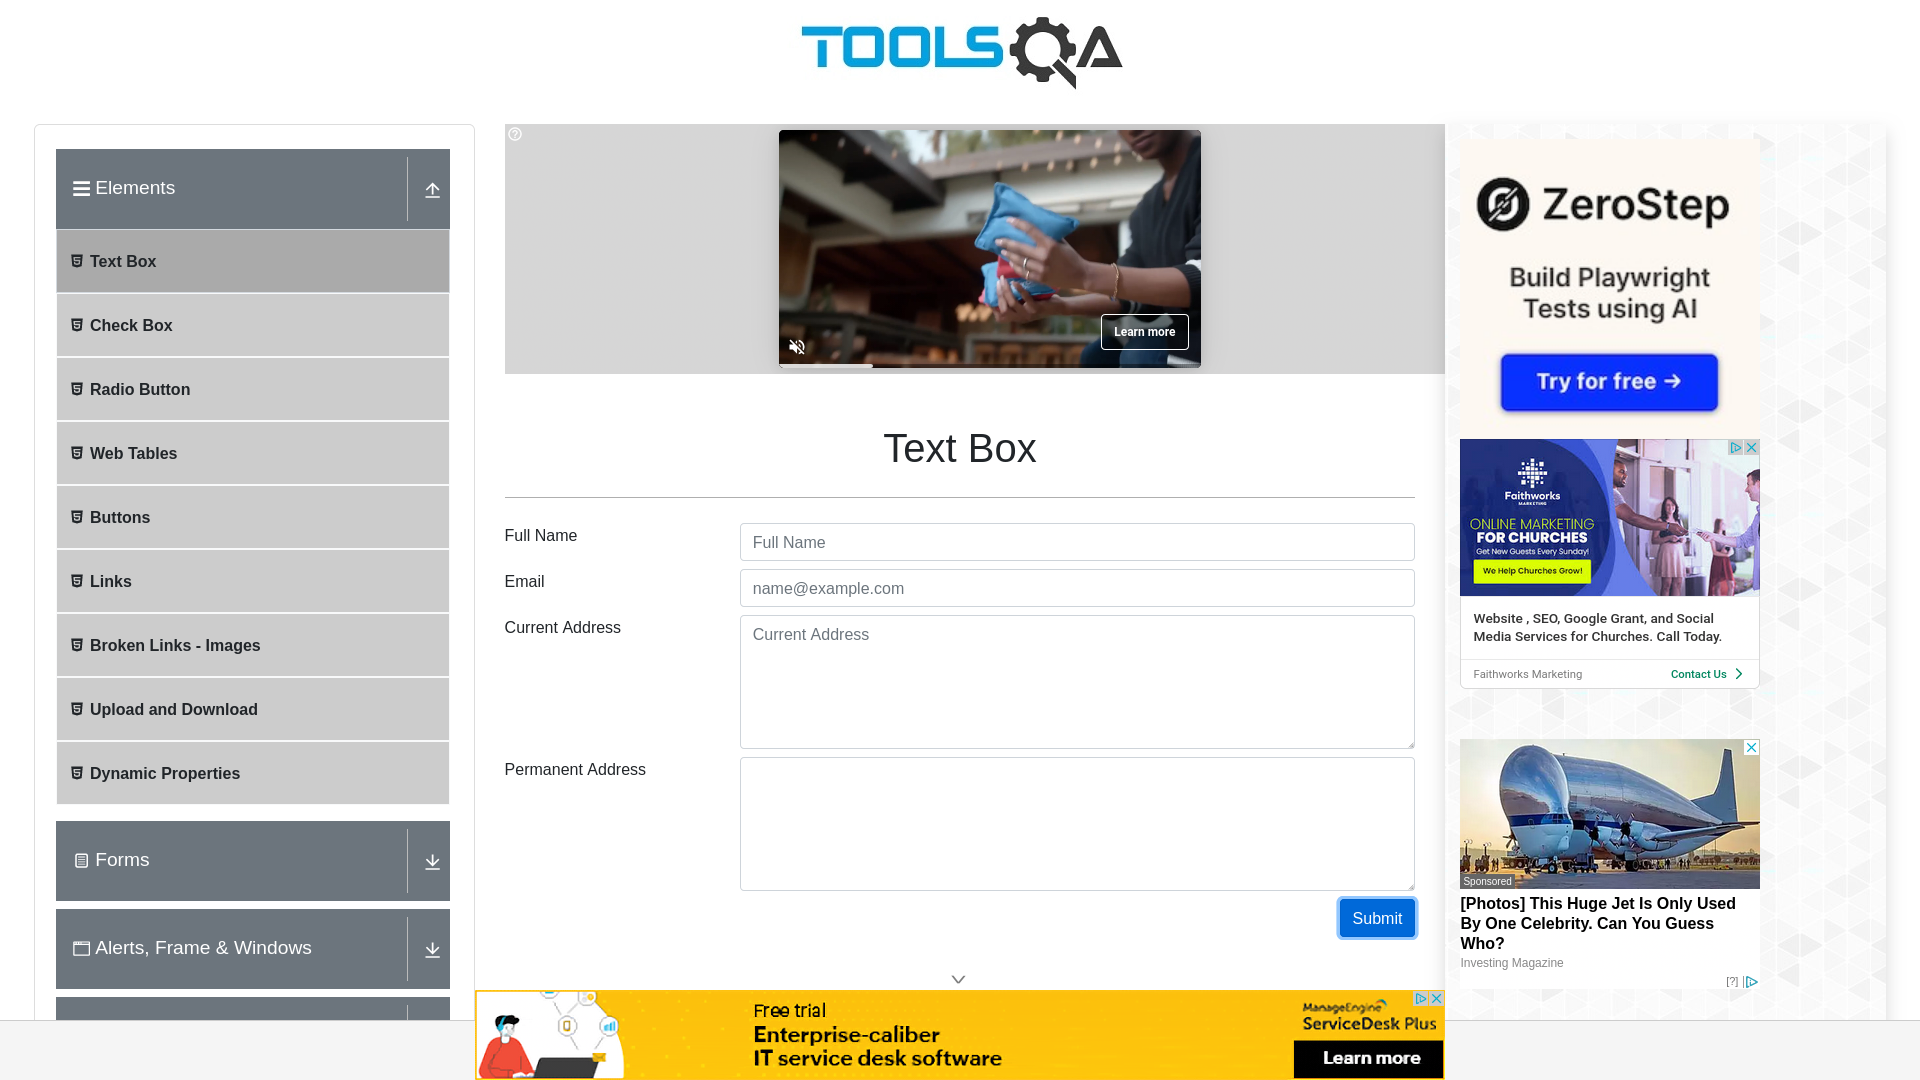 TOOLSQA
Elements
Text Box
Check Box
Radio Button
Web Tables
Buttons
Links
Broken Links - Images
Upload and Download
Dynamic Properties
Forms
Alerts, Frame & Windows
Learn more
Text Box
Full Name
Full Name
Email
name@example.com
Current Address
Current Address
Permanent Address
Submit
ZeroStep
Build Playwright
Tests using AI
Try for free →
Faithworks
MARKETING
ONLINE MARKETING
FOR CHURCHES
Get New Guests Every Sunday!
We Help Churches Grow!
Website , SEO, Google Grant, and Social
Media Services for Churches. Call Today.
Faithworks Marketing
Contact Us
Sponsored
[Photos] This Huge Jet Is Only Used
By One Celebrity. Can You Guess
Who?
Investing Magazine
[?]
Free trial
Enterprise-caliber
IT service desk software
ManageEngine
ServiceDesk Plus
Learn more